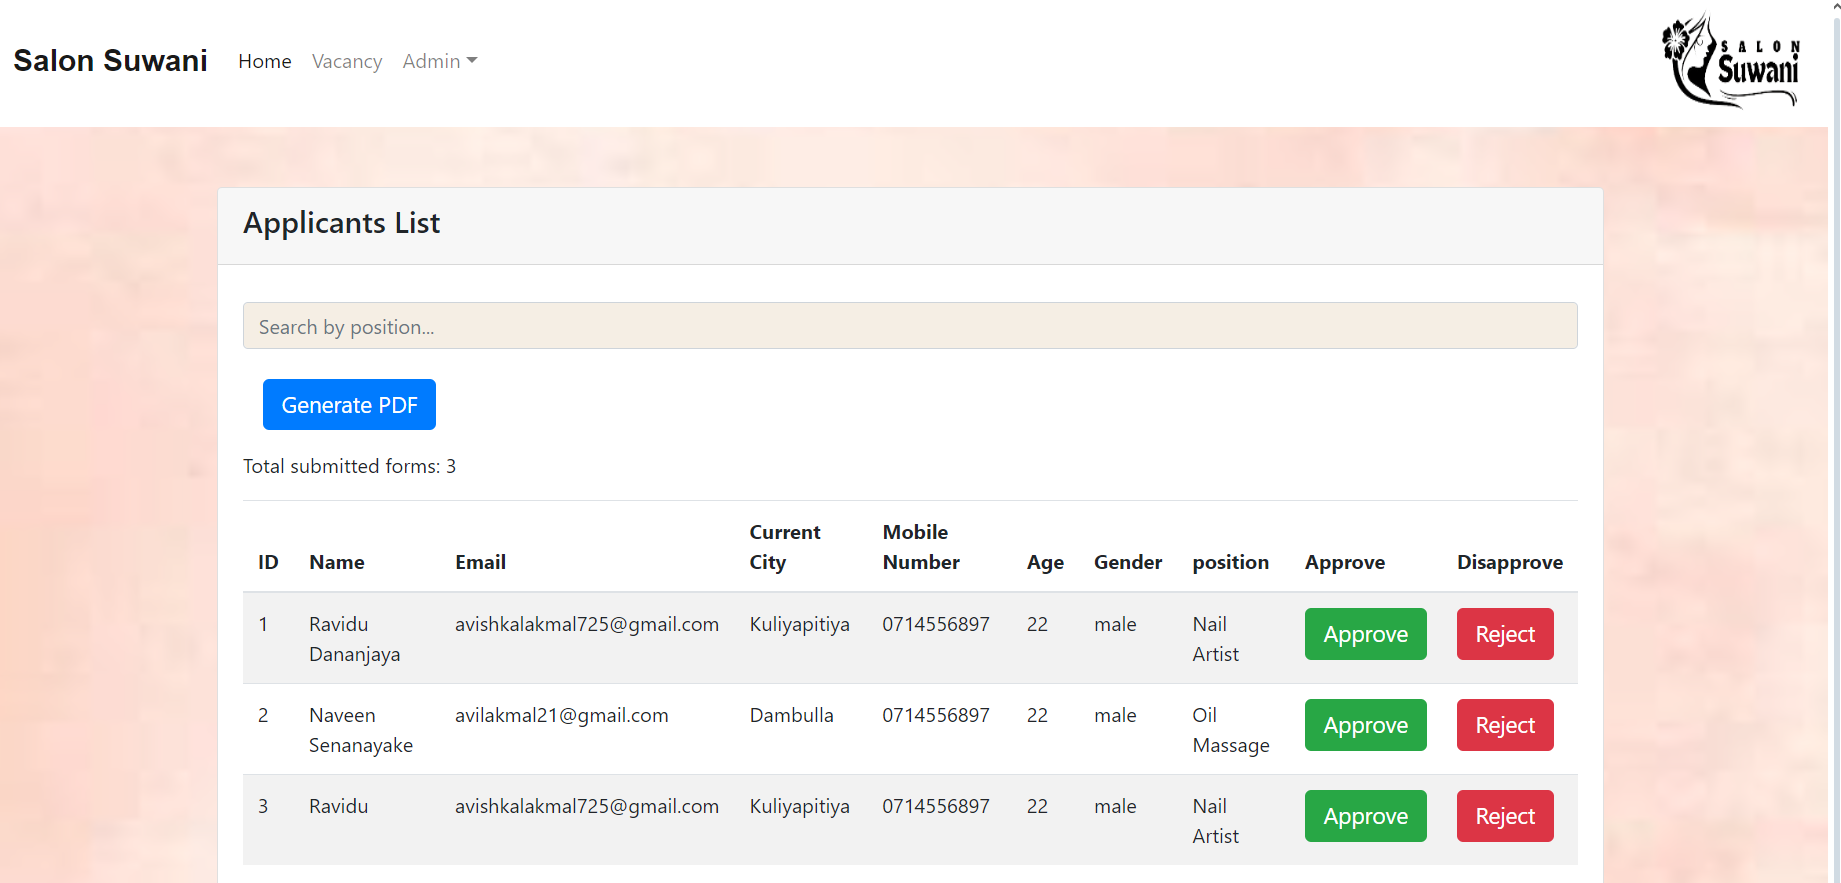 Salon Suwani Home Vacancy Admin
SALON
Suwani
Applicants List
Search by position...
Generate PDF
Total submitted forms: 3
ID Name Email Current City Mobile Number Age Gender position Approve Disapprove
1 Ravidu Dananjaya avishkalakmal725@gmail.com Kuliyapitiya 0714556897 22 male Nail Artist Approve Reject
2 Naveen Senanayake avilakmal21@gmail.com Dambulla 0714556897 22 male Oil Massage Approve Reject
3 Ravidu avishkalakmal725@gmail.com Kuliyapitiya 0714556897 22 male Nail Artist Approve Reject